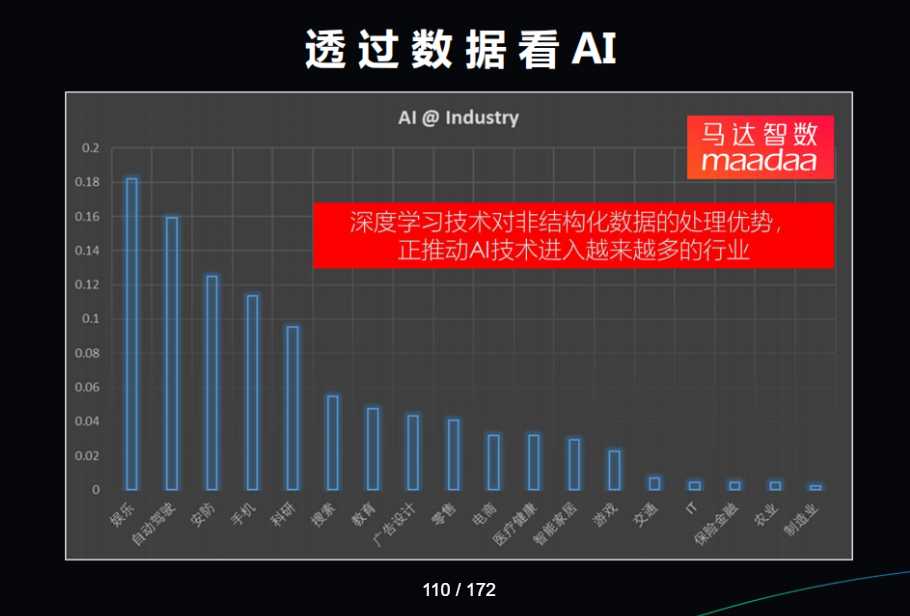 透过数据看AI
AI @ Industry
马达智数
maadaa
深度学习技术对非结构化数据的处理优势，
正推动AI技术进入越来越多的行业
0.2
0.18
0.16
0.14
0.12
0.1
0.08
0.06
0.04
0.02
0
娱乐
自动驾驶
安防
手机
科研
搜索
教育
广告设计
零售
电商
医疗健康
智能家居
游戏
交通
IT
保险金融
农业
制造业
110 / 172